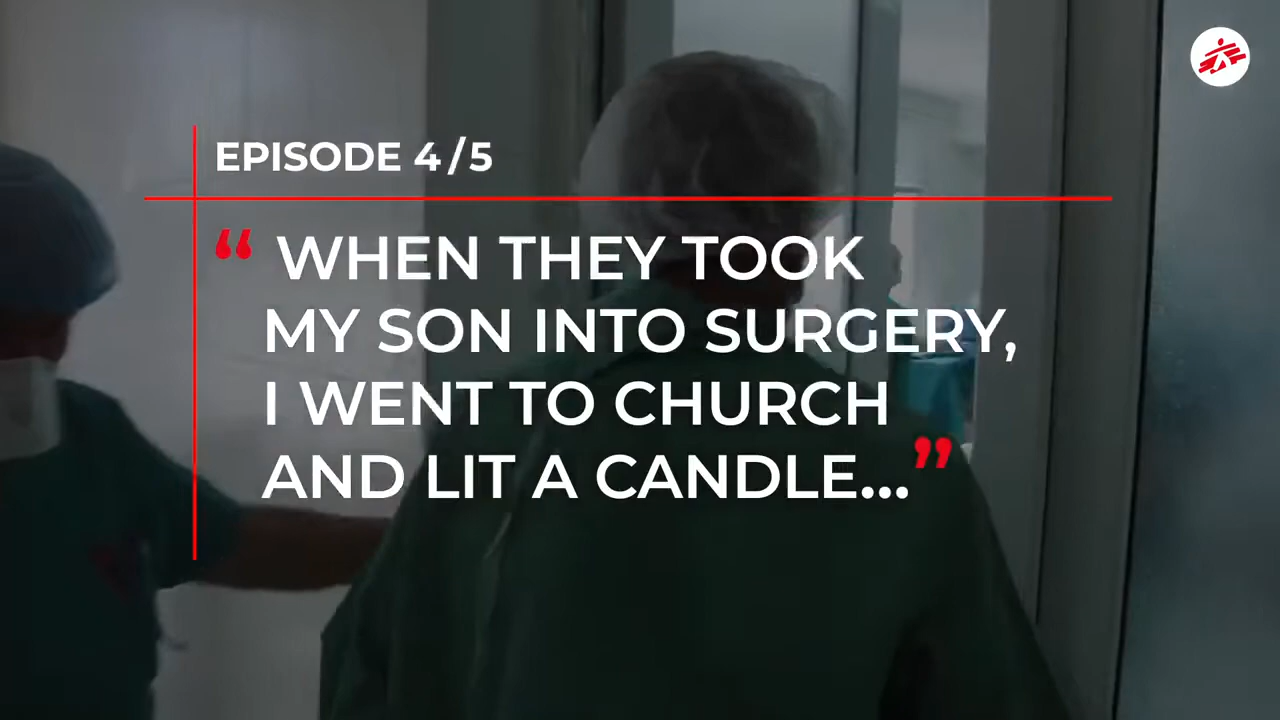 EPISODE 4/5
“ WHEN THEY TOOK
MY SON INTO SURGERY,
I WENT TO CHURCH
AND LIT A CANDLE...”